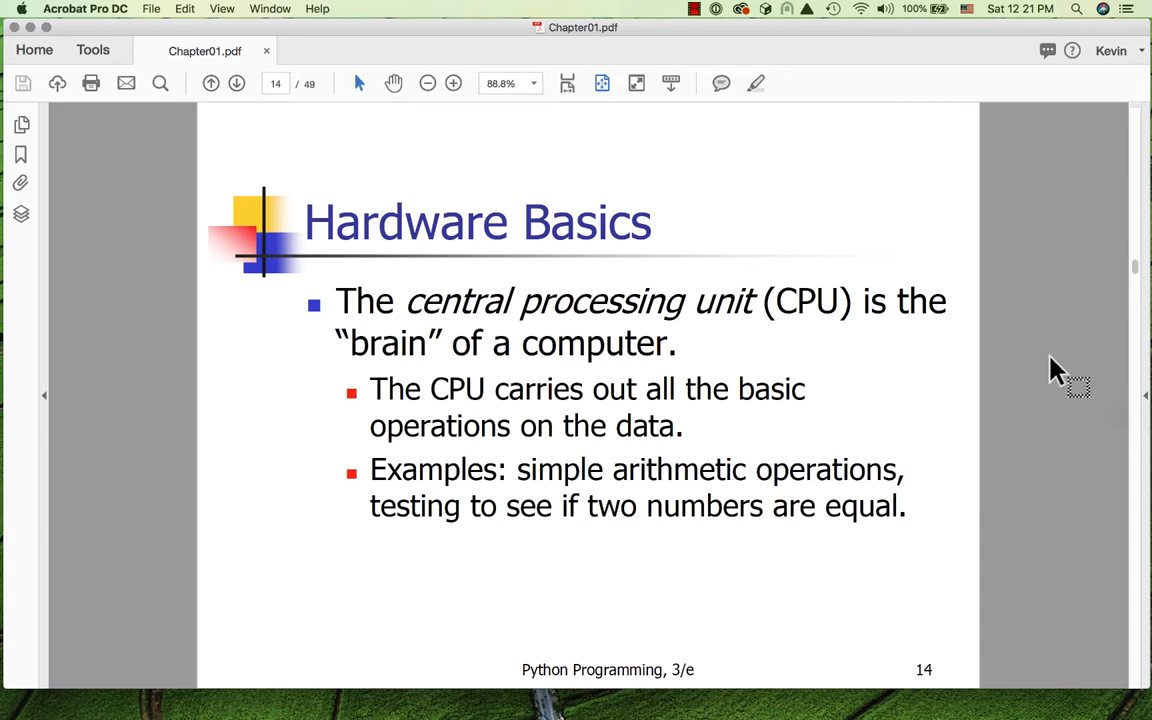 Acrobat Pro DC File Edit View Window Help 100% Sat 12 21 PM
Chapter01.pdf
Home Tools Chapter01.pdf × Kevin
14 / 49 88.8%
Hardware Basics
The central processing unit (CPU) is the
“brain” of a computer.
The CPU carries out all the basic
operations on the data.
Examples: simple arithmetic operations,
testing to see if two numbers are equal.
Python Programming, 3/e 14